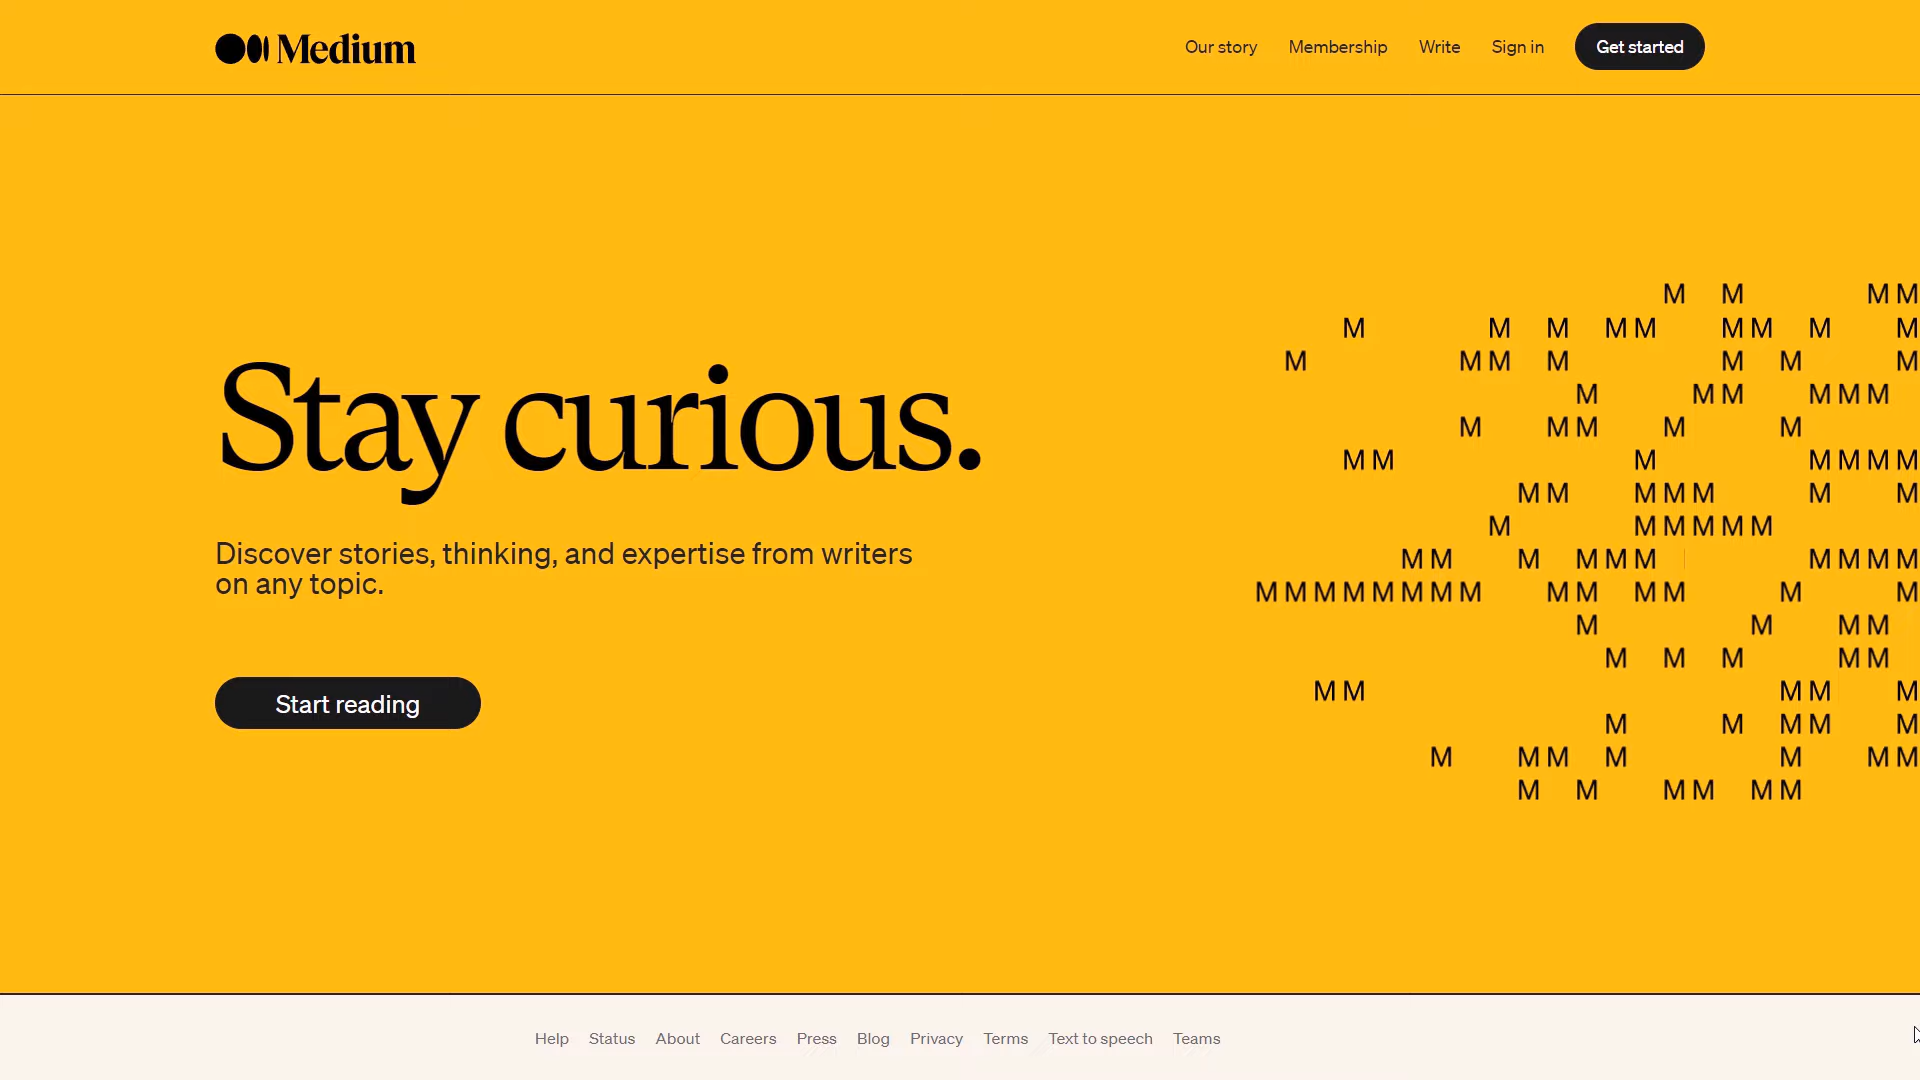 Medium
Our story Membership Write Sign in Get started
Stay curious.
Discover stories, thinking, and expertise from writers
on any topic.
Start reading
M M M M
M M M M M M M M M
M M M M M M M
M M M M M M
M M M M M
M M M M M M M
M M M M M M M
M M M M M M
M M M M M M M M M M
M M M M M M M M M M M M M M
M M M M
M M M M M
M M M M M
M M M M M
M M M M M M M
M M M M M M
Help Status About Careers Press Blog Privacy Terms Text to speech Teams